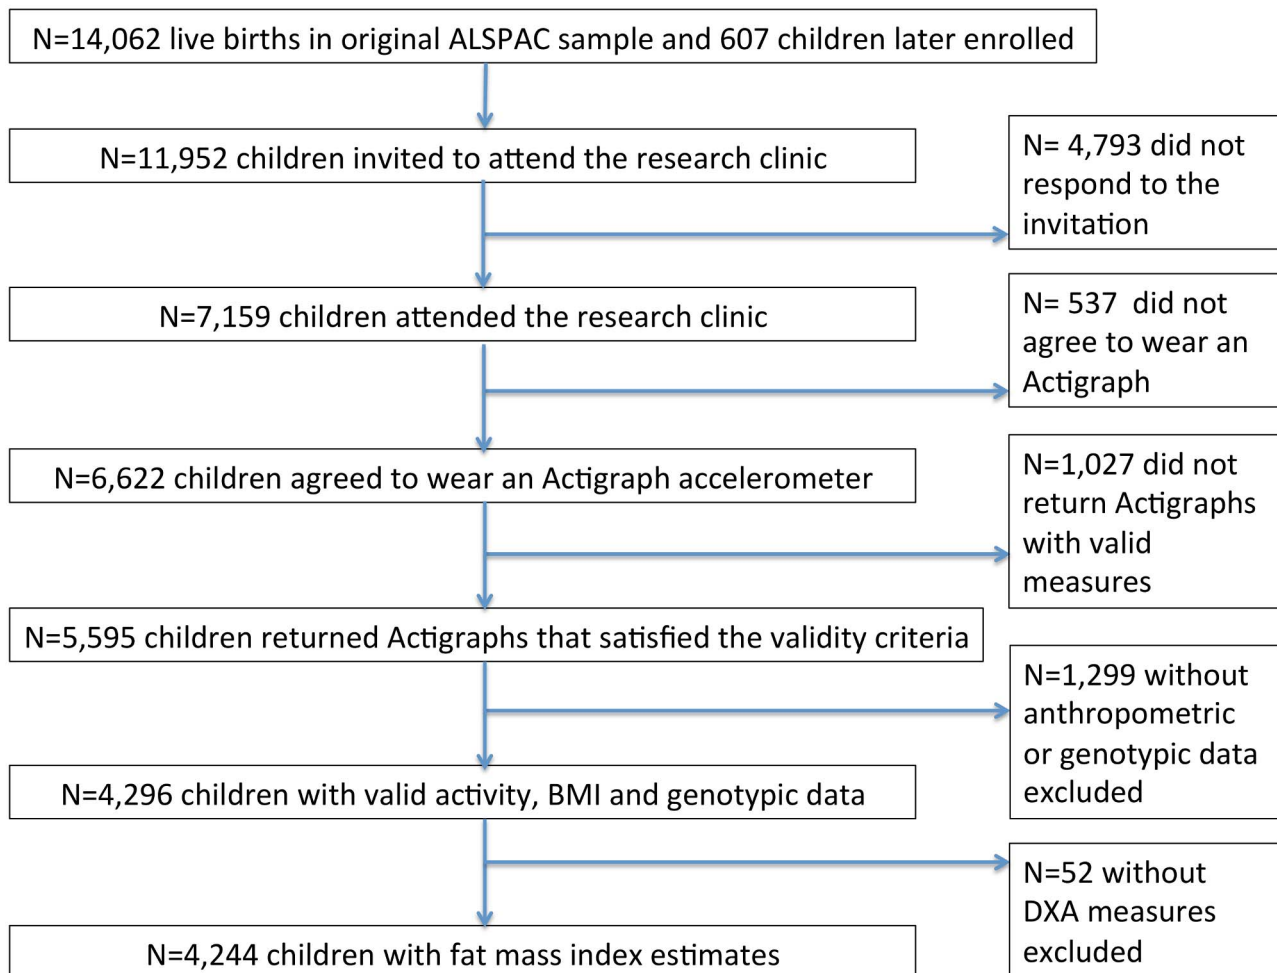 N=14,062 live births in original ALSPAC sample and 607 children later enrolled
N=11,952 children invited to attend the research clinic
N= 4,793 did not
respond to the
invitation
N=7,159 children attended the research clinic
N= 537  did not
agree to wear an
Actigraph
N=6,622 children agreed to wear an Actigraph accelerometer
N=1,027 did not
return Actigraphs
with valid
measures
N=5,595 children returned Actigraphs that satisfied the validity criteria
N=1,299 without
anthropometric
or genotypic data
excluded
N=4,296 children with valid activity, BMI and genotypic data
N=52 without
DXA measures
excluded
N=4,244 children with fat mass index estimates